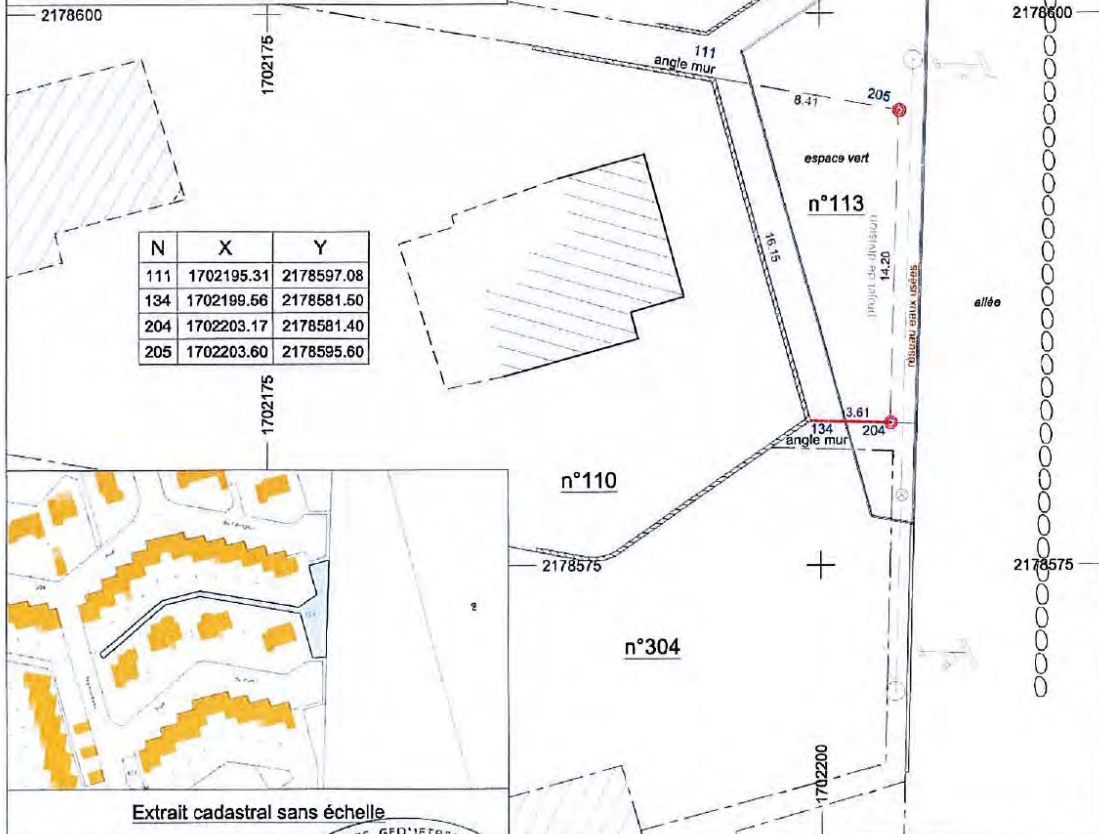 2178600
2178600
1702175
111
angle mur
8.41
205
espace vert
n°113
projet de division
14.20
16.15
réseau eaux usées
allée
N X Y
111 1702195.31 2178597.08
134 1702199.56 2178581.50
204 1702203.17 2178581.40
205 1702203.60 2178595.60
1702175
3.61
134
204
angle mur
n°110
2178575
2178575
n°304
1702200
Extrait cadastral sans échelle